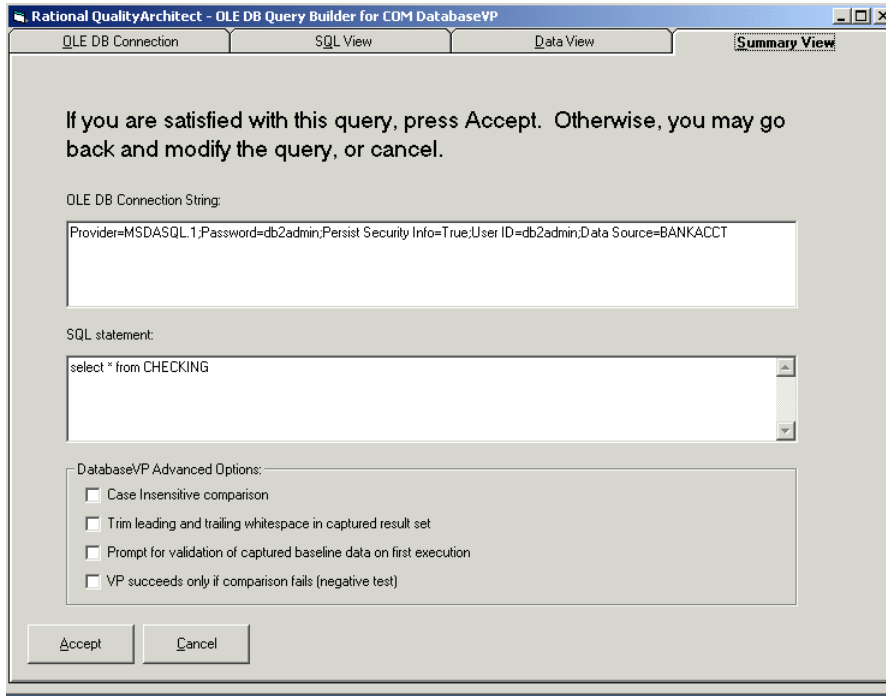 Rational QualityArchitect - OLE DB Query Builder for COM DatabaseVP
OLE DB Connection
SQL View
Data View
Summary View
If you are satisfied with this query, press Accept. Otherwise, you may go
back and modify the query, or cancel.
OLE DB Connection String:
Provider=MSDASQL.1;Password=db2admin;Persist Security Info=True;User ID=db2admin;Data Source=BANKACCT
SQL statement:
select * from CHECKING
DatabaseVP Advanced Options:
Case Insensitive comparison
Trim leading and trailing whitespace in captured result set
Prompt for validation of captured baseline data on first execution
VP succeeds only if comparison fails (negative test)
Accept
Cancel